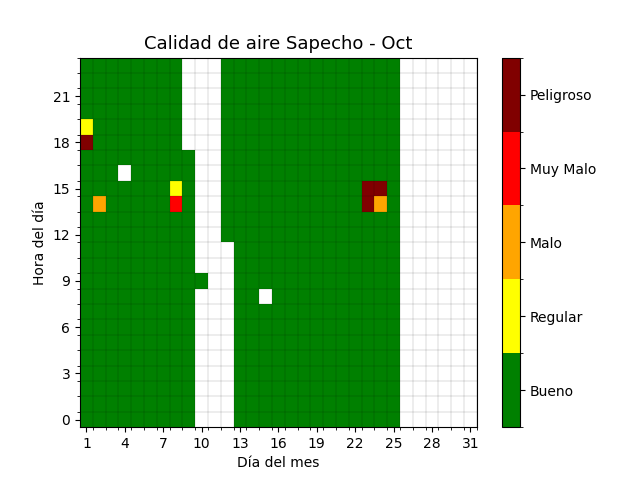 Calidad de aire Sapecho - Oct
Hora del día
21
18
15
12
9
6
3
0
1 4 7 10 13 16 19 22 25 28 31
Día del mes
Peligroso
Muy Malo
Malo
Regular
Bueno